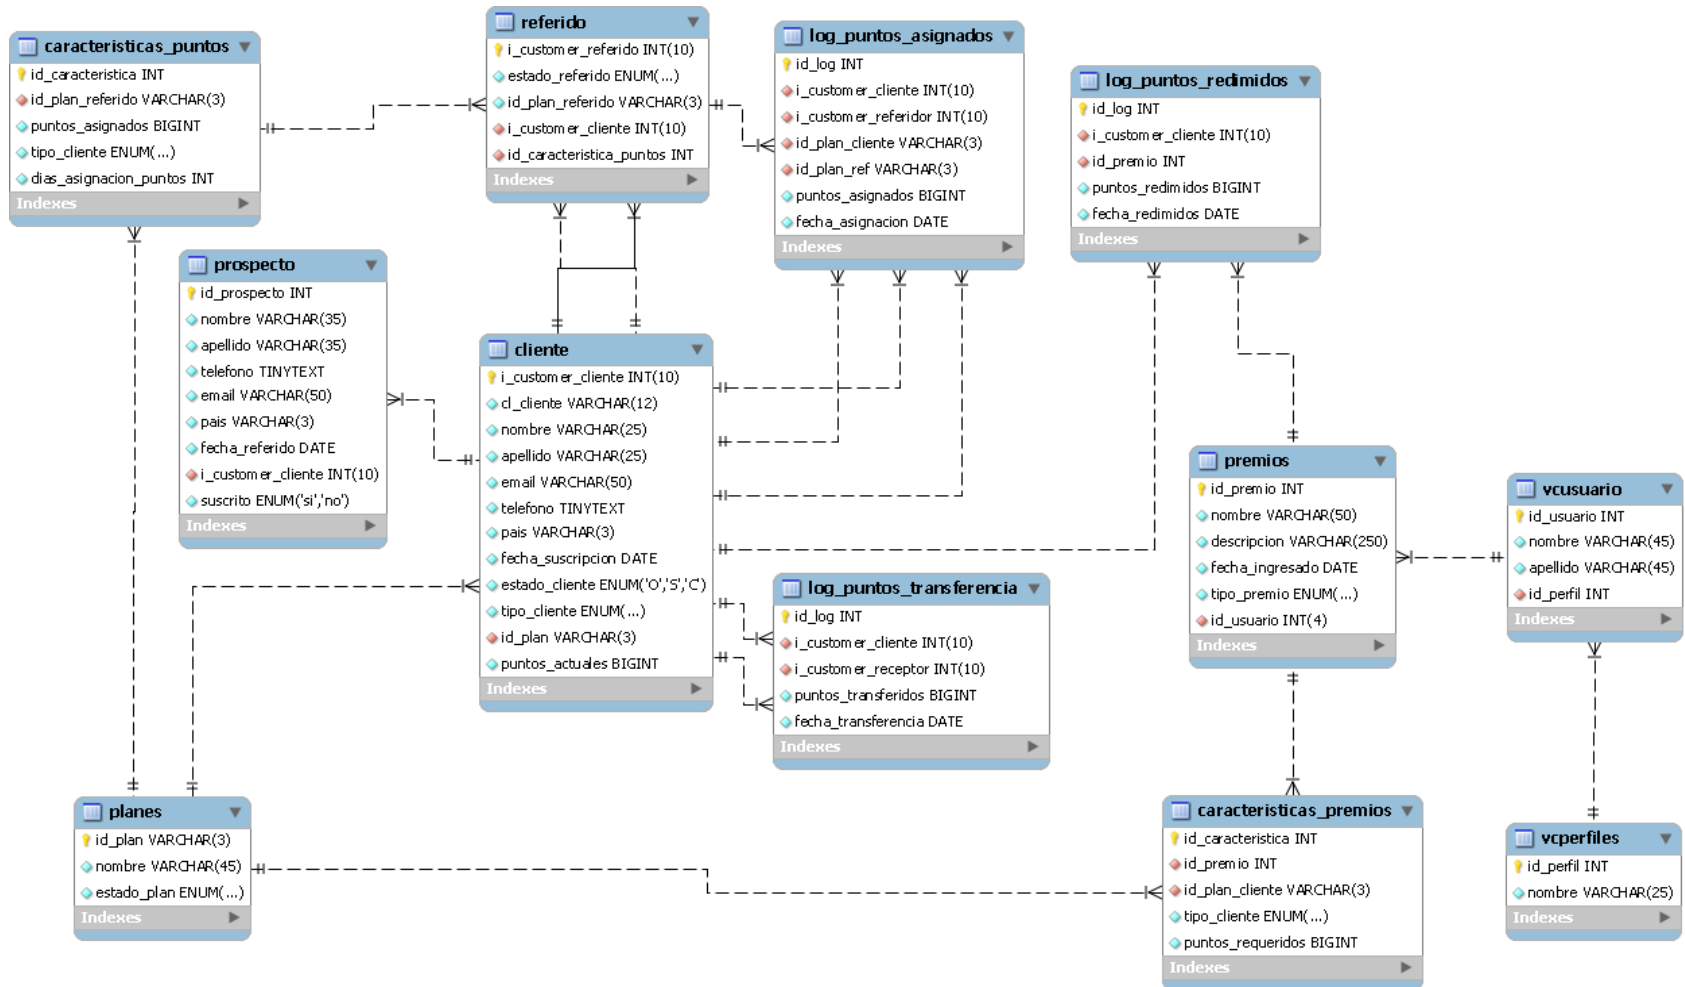 caracteristicas_puntos
id_caracteristica INT
id_plan_referido VARCHAR(3)
puntos_asignados BIGINT
tipo_cliente ENUM(...)
dias_asignacion_puntos INT
Indexes
referido
i_customer_referido INT(10)
estado_referido ENUM(...)
id_plan_referido VARCHAR(3)
i_customer_cliente INT(10)
id_caracteristica_puntos INT
Indexes
log_puntos_asignados
id_log INT
i_customer_cliente INT(10)
i_customer_referidor INT(10)
id_plan_cliente VARCHAR(3)
id_plan_ref VARCHAR(3)
puntos_asignados BIGINT
fecha_asignacion DATE
Indexes
log_puntos_redimidos
id_log INT
i_customer_cliente INT(10)
id_premio INT
puntos_redimidos BIGINT
fecha_redimidos DATE
Indexes
prospecto
id_prospecto INT
nombre VARCHAR(35)
apellido VARCHAR(35)
telefono TINYTEXT
email VARCHAR(50)
pais VARCHAR(3)
fecha_referido DATE
i_customer_cliente INT(10)
suscrito ENUM('si','no')
Indexes
cliente
i_customer_cliente INT(10)
cl_cliente VARCHAR(12)
nombre VARCHAR(25)
apellido VARCHAR(25)
email VARCHAR(50)
telefono TINYTEXT
pais VARCHAR(3)
fecha_suscripcion DATE
estado_cliente ENUM('O','S','C')
tipo_cliente ENUM(...)
id_plan VARCHAR(3)
puntos_actuales BIGINT
Indexes
premios
id_premio INT
nombre VARCHAR(50)
descripcion VARCHAR(250)
fecha_ingresado DATE
tipo_premio ENUM(...)
id_usuario INT(4)
Indexes
vcusuario
id_usuario INT
nombre VARCHAR(45)
apellido VARCHAR(45)
id_perfil INT
Indexes
log_puntos_transferencia
id_log INT
i_customer_cliente INT(10)
i_customer_receptor INT(10)
puntos_transferidos BIGINT
fecha_transferencia DATE
Indexes
planes
id_plan VARCHAR(3)
nombre VARCHAR(45)
estado_plan ENUM(...)
Indexes
caracteristicas_premios
id_caracteristica INT
id_premio INT
id_plan_cliente VARCHAR(3)
tipo_cliente ENUM(...)
puntos_requeridos BIGINT
Indexes
vcperfiles
id_perfil INT
nombre VARCHAR(25)
Indexes